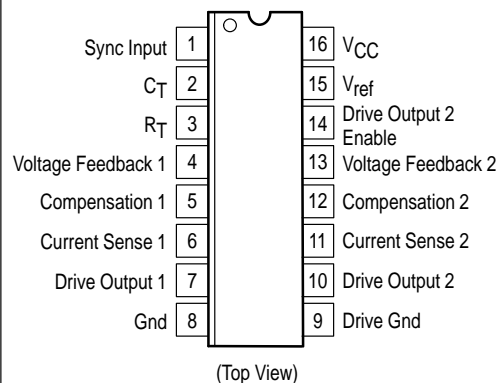 Sync Input 1
CT 2
RT 3
Voltage Feedback 1 4
Compensation 1 5
Current Sense 1 6
Drive Output 1 7
Gnd 8
16 VCC
15 Vref
14 Drive Output 2
Enable
13 Voltage Feedback 2
12 Compensation 2
11 Current Sense 2
10 Drive Output 2
9 Drive Gnd
(Top View)